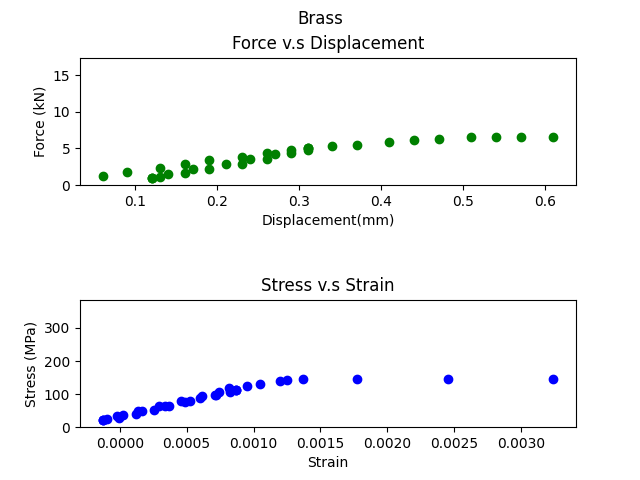 Brass
Force v.s Displacement
15
10
5
0
Force (kN)
0.1 0.2 0.3 0.4 0.5 0.6
Displacement(mm)
Stress v.s Strain
300
200
100
0
Stress (MPa)
0.0000 0.0005 0.0010 0.0015 0.0020 0.0025 0.0030
Strain